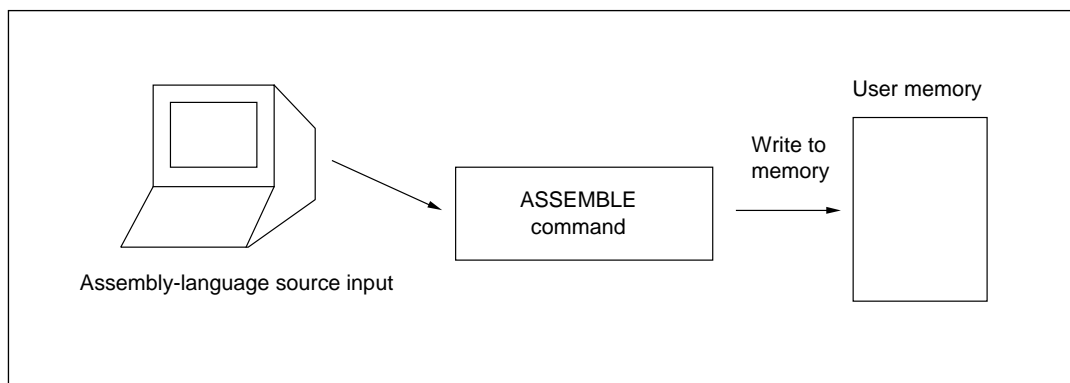 User memory
Write to
memory
ASSEMBLE
command
Assembly-language source input